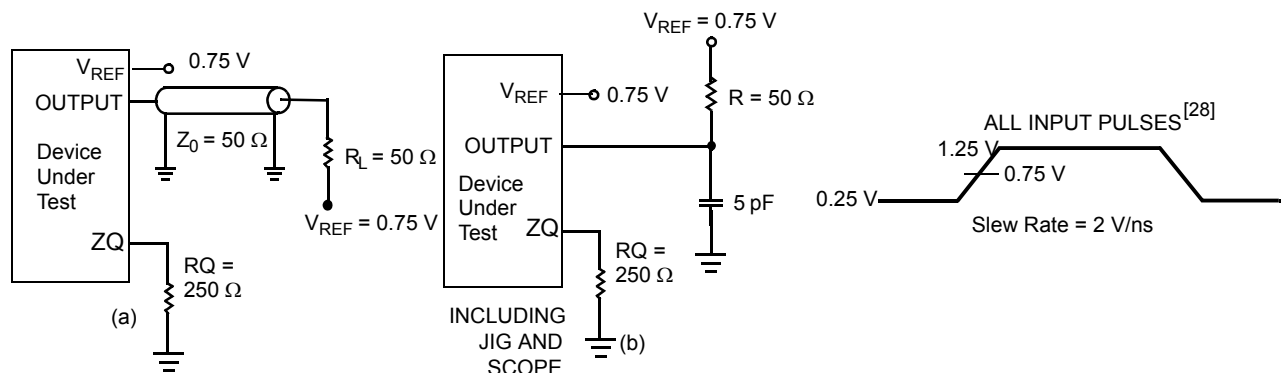 V_REF 0.75 V
OUTPUT
Z_0 = 50 Ω
Device
Under
Test
R_L = 50 Ω
V_REF = 0.75 V
ZQ
RQ =
250 Ω
(a)
V_REF = 0.75 V
V_REF 0.75 V
R = 50 Ω
OUTPUT
Device
Under
Test
5 pF
ZQ
RQ =
250 Ω
INCLUDING
JIG AND
SCOPE
(b)
ALL INPUT PULSES[28]
1.25 V
0.75 V
0.25 V
Slew Rate = 2 V/ns